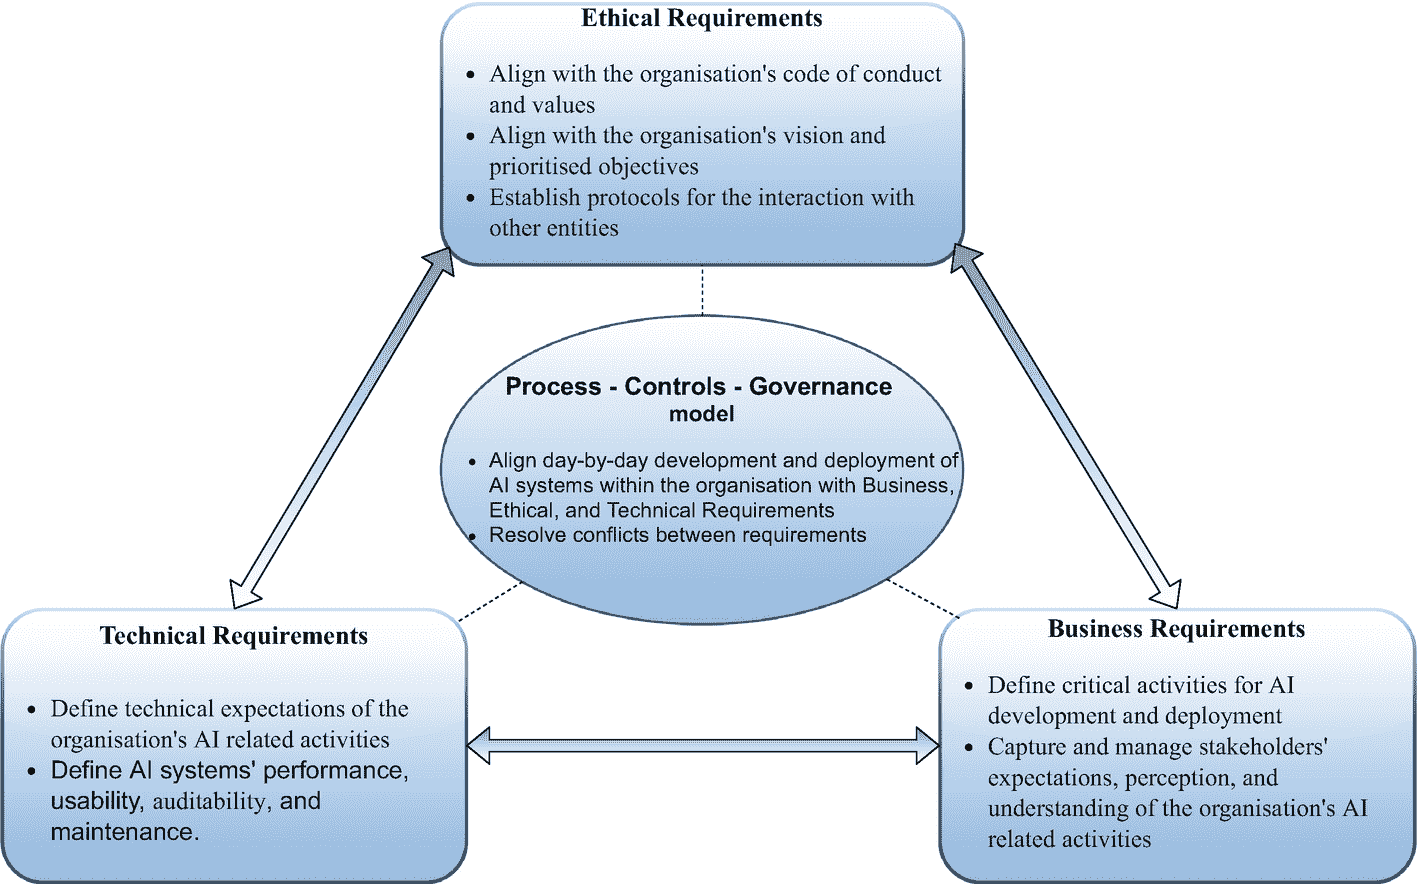 Ethical Requirements
• Align with the organisation's code of conduct
and values
• Align with the organisation's vision and
prioritised objectives
• Establish protocols for the interaction with
other entities
Process - Controls - Governance
model
• Align day-by-day development and deployment of
AI systems within the organisation with Business,
Ethical, and Technical Requirements
• Resolve conflicts between requirements
Technical Requirements
• Define technical expectations of the
organisation's AI related activities
• Define AI systems' performance,
usability, auditability, and
maintenance.
Business Requirements
• Define critical activities for AI
development and deployment
• Capture and manage stakeholders'
expectations, perception, and
understanding of the organisation's AI
related activities